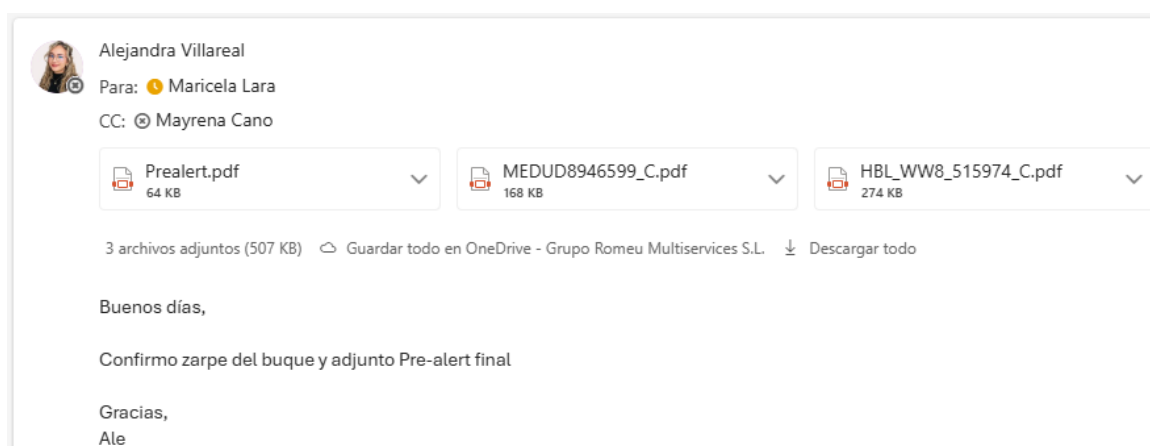 Alejandra Villareal
Para: Maricela Lara
CC: Mayrena Cano
Prealert.pdf
64 KB
MEDUD8946599_C.pdf
168 KB
HBL_WW8_515974_C.pdf
274 KB
3 archivos adjuntos (507 KB) Guardar todo en OneDrive - Grupo Romeu Multiservices S.L. Descargar todo
Buenos días,
Confirmo zarpe del buque y adjunto Pre-alert final
Gracias,
Ale